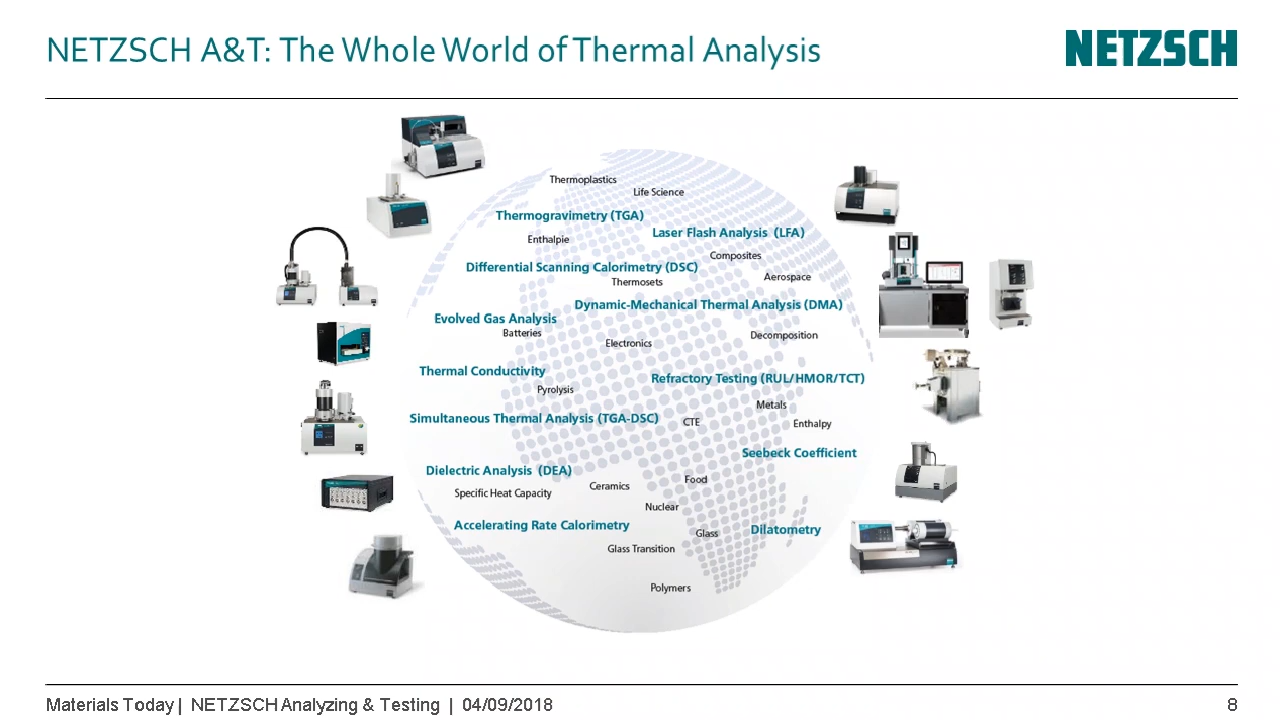 NETZSCH A&T: The Whole World of Thermal Analysis
NETZSCH
Thermoplastics
Life Science
Thermogravimetry (TGA)
Laser Flash Analysis (LFA)
Enthalpie
Composites
Differential Scanning Calorimetry (DSC)
Aerospace
Thermosets
Dynamic-Mechanical Thermal Analysis (DMA)
Evolved Gas Analysis
Batteries
Decomposition
Electronics
Thermal Conductivity
Refractory Testing (RUL/HMOR/TCT)
Pyrolysis
Metals
Simultaneous Thermal Analysis (TGA-DSC)
CTE
Enthalpy
Seebeck Coefficient
Dielectric Analysis (DEA)
Food
Ceramics
Specific Heat Capacity
Nuclear
Accelerating Rate Calorimetry
Dilatometry
Glass
Glass Transition
Polymers
Materials Today | NETZSCH Analyzing & Testing | 04/09/2018
8